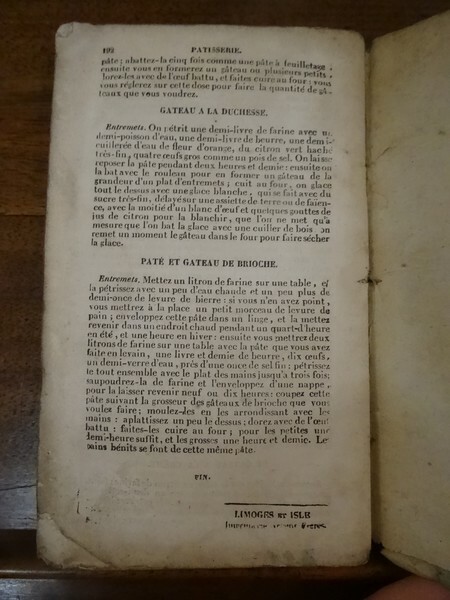 192 PATISSERIE.
pâte ; abattez-la cinq fois comme une pâte à feuilletage,
ensuite vous en formerez un gâteau ou plusieurs petits,
dorez-les avec de l'œuf battu, et faites cuire au four ; vous
vous réglerez sur cette dose pour faire la quantité de gâ-
teaux que vous voudrez.
GATEAU A LA DUCHESSE.
Entremets. On pétrit une demi-livre de farine avec un
demi-poisson d'eau, une demi-livre de beurre, une demi-
cuillerée d'eau de fleur d'orange, du citron vert haché
très-fin, quatre œufs gros comme un pois de sel. On laisse
reposer la pâte pendant deux heures et demie : ensuite on
la bat avec le rouleau pour en former un gâteau de la
grandeur d'un plat d'entremets ; cuit au four, on glace
tout le dessus avec une glace blanche, qui se fait avec du
sucre très-fin, délayé sur une assiette de terre ou de faïen-
ce, avec la moitié d'un blanc d'œuf et quelques gouttes de
jus de citron pour la blanchir, que l'on ne met qu'à
mesure que l'on bat la glace avec une cuiller de bois on
remet un moment le gâteau dans le four pour faire sécher
la glace.
PATÉ ET GATEAU DE BRIOCHE.
Entremets. Mettez un litron de farine sur une table, et
la pétrissez avec un peu d'eau chaude et un peu plus de
demi-once de levure de bierre : si vous n'en avez point,
vous mettrez à la place un petit morceau de levure de
pain ; enveloppez cette pâte dans un linge, et la mettez
revenir dans un endroit chaud pendant un quart-d'heure
en été, et une heure en hiver : ensuite vous mettrez deux
litrons de farine sur une table avec la pâte que vous avez
faite en levain, une livre et demie de beurre, dix œufs,
un demi-verre d'eau, près d'une once de sel fin ; pétrissez
le tout ensemble avec le plat des mains jusqu'à trois fois;
saupoudrez-la de farine et l'enveloppez d'une nappe,
pour la laisser revenir neuf ou dix heures : coupez cette
pâte suivant la grosseur des gâteaux de brioche que vous
voulez faire ; moulez-les en les arrondissant avec les
mains : aplattissez un peu le dessus ; dorez avec de l'œuf
battu : faites-les cuire au four ; pour les petites une
demi-heure suffit, et les grosses une heure et demie. Les
pains bénits se font de cette même pâte.
FIN.
LIMOGES ET ISLE
Imprimerie Ardant Frères.